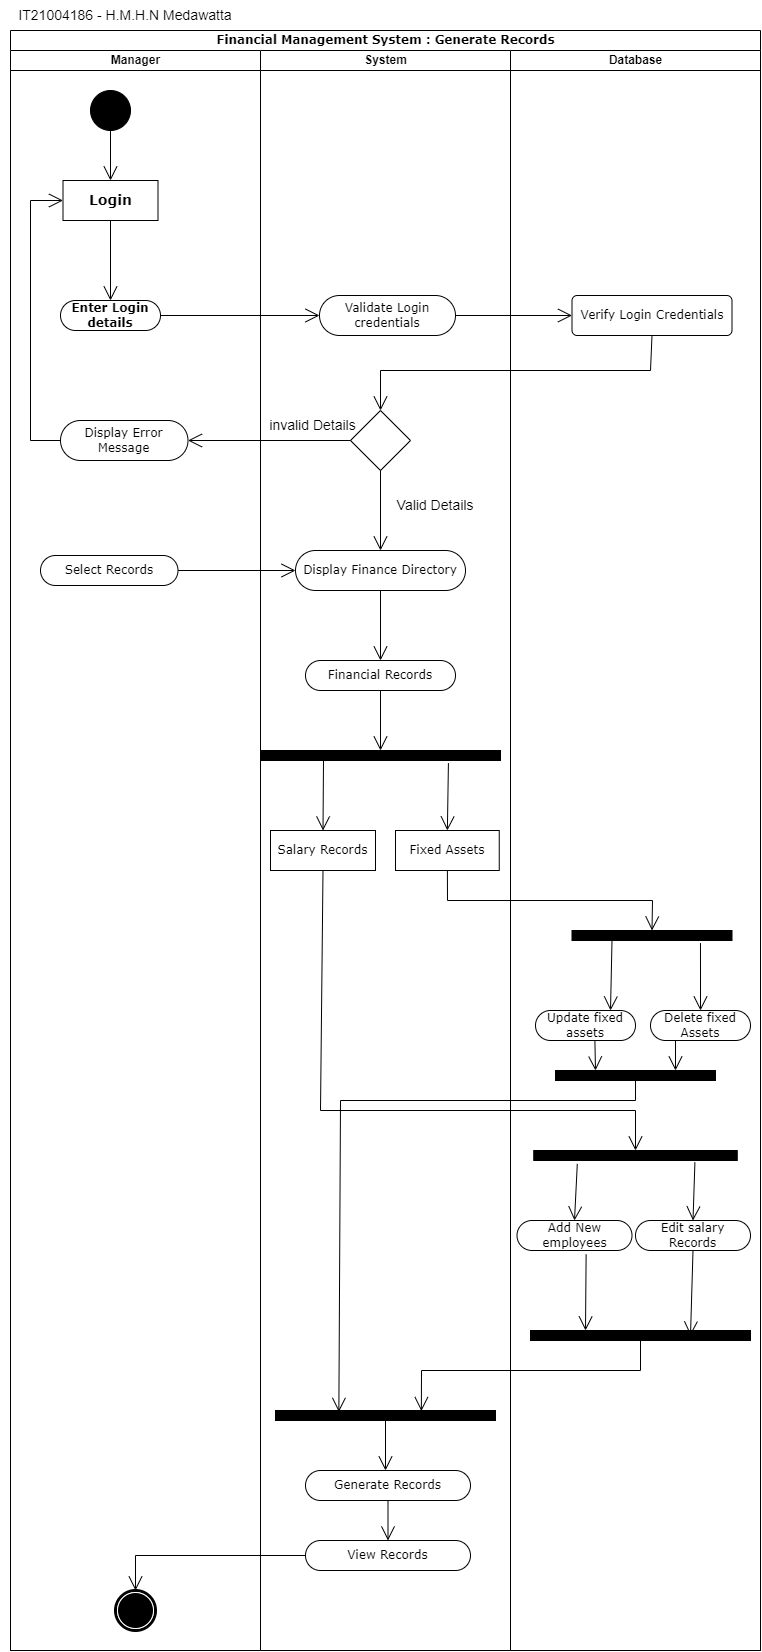 IT21004186 - H.M.H.N Medawatta
Financial Management System : Generate Records
Manager
System
Database
Login
Enter Login
details
Validate Login
credentials
Verify Login Credentials
invalid Details
Display Error
Message
Valid Details
Select Records
Display Finance Directory
Financial Records
Salary Records
Fixed Assets
Update fixed
assets
Delete fixed
Assets
Add New
employees
Edit salary
Records
Generate Records
View Records